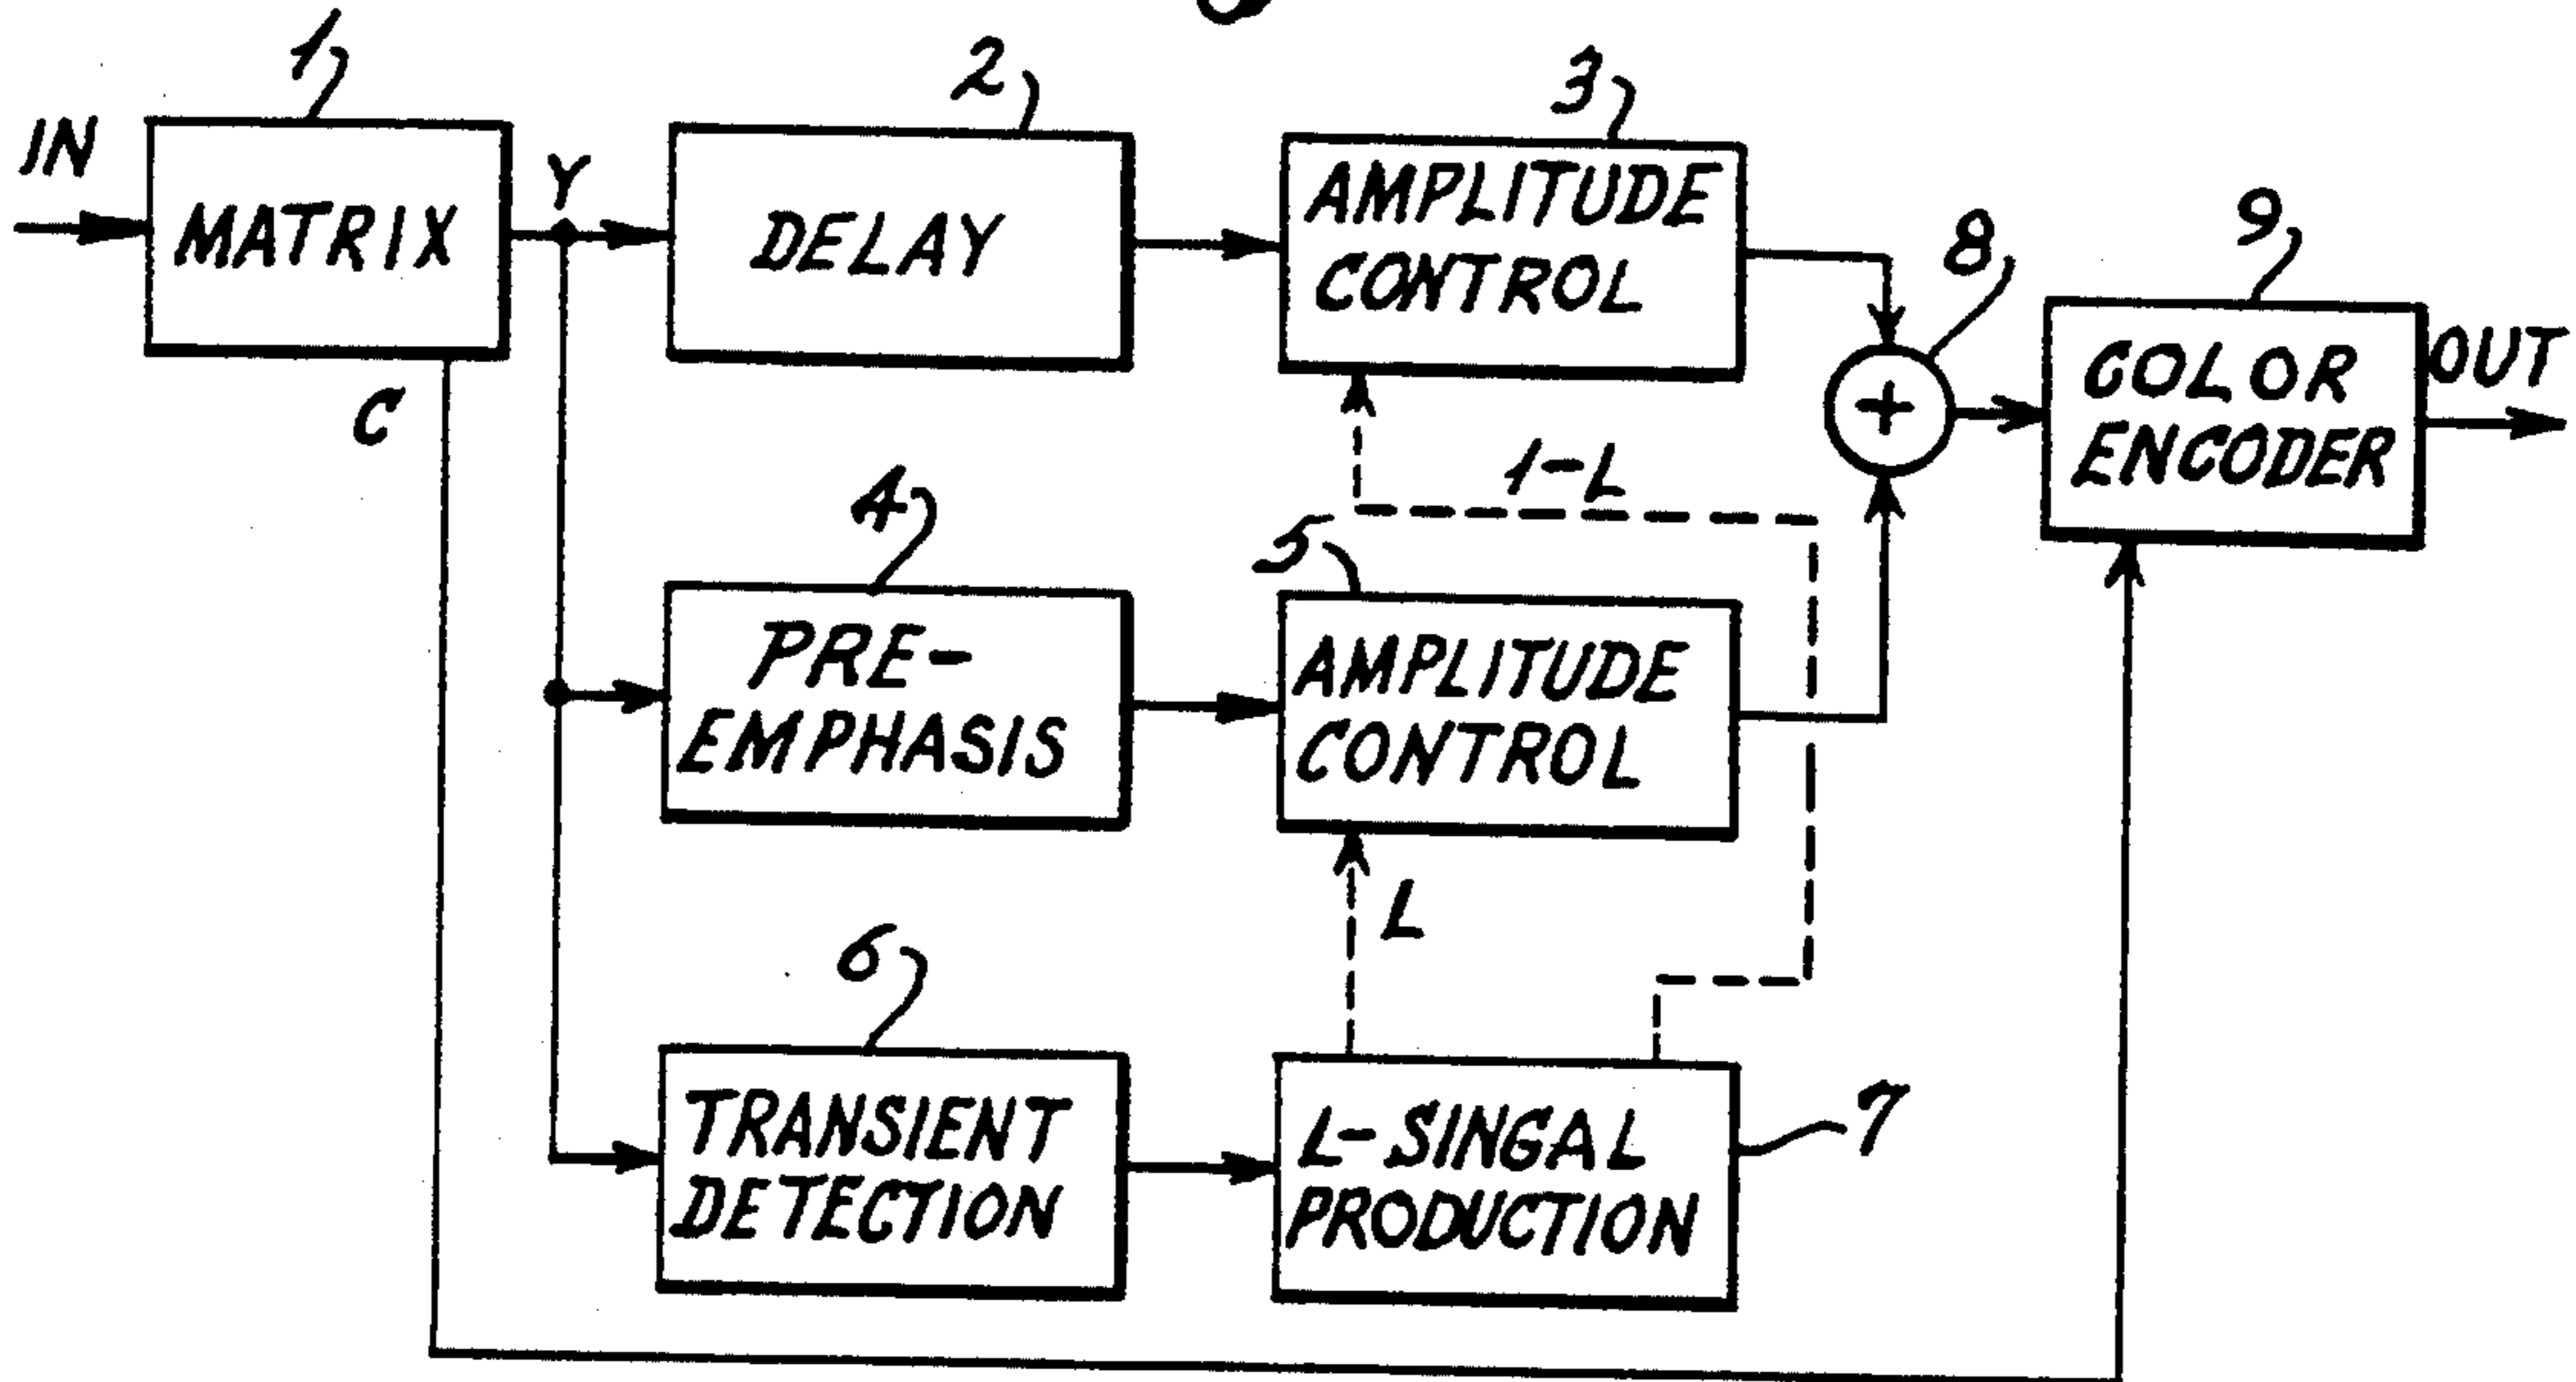 1
2
3
IN
MATRIX
Y
DELAY
AMPLITUDE
CONTROL
8
9
C
COLOR
ENCODER
OUT
+
1-L
4
5
PRE-
EMPHASIS
AMPLITUDE
CONTROL
L
6
TRANSIENT
DETECTION
L-SINGAL
PRODUCTION
7